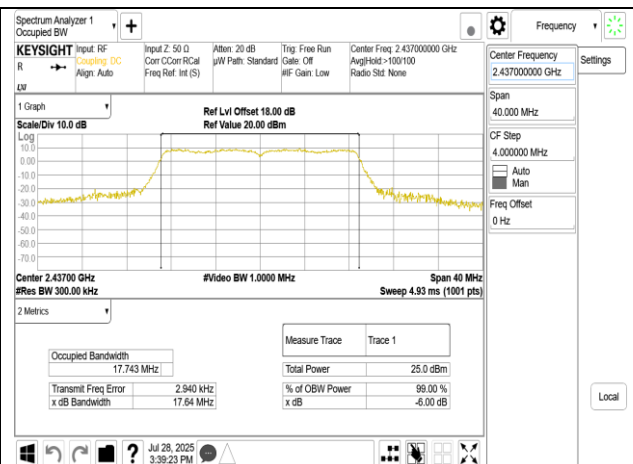 Spectrum Analyzer 1
Occupied BW
Frequency
KEYSIGHT
R
Input: RF
Coupling: DC
Align: Auto
Input Z: 50 Ω
Corr CCorr RCal
Freq Ref: Int (S)
Atten: 20 dB
µW Path: Standard
Trig: Free Run
Gate: Off
#IF Gain: Low
Center Freq: 2.437000000 GHz
Avg|Hold:>100/100
Radio Std: None
Center Frequency
2.437000000 GHz
Settings
Span
40.000 MHz
CF Step
4.000000 MHz
Auto
Man
Freq Offset
0 Hz
Local
1 Graph
Ref Lvl Offset 18.00 dB
Scale/Div 10.0 dB
Ref Value 20.00 dBm
Log
10.0
0.00
-10.0
-20.0
-30.0
-40.0
-50.0
-60.0
-70.0
Center 2.43700 GHz
#Video BW 1.0000 MHz
Span 40 MHz
#Res BW 300.00 kHz
Sweep 4.93 ms (1001 pts)
2 Metrics
Measure Trace
Trace 1
Occupied Bandwidth
17.743 MHz
Total Power
25.0 dBm
Transmit Freq Error
2.940 kHz
% of OBW Power
99.00 %
x dB Bandwidth
17.64 MHz
x dB
-6.00 dB
?
Jul 28, 2025
3:39:23 PM